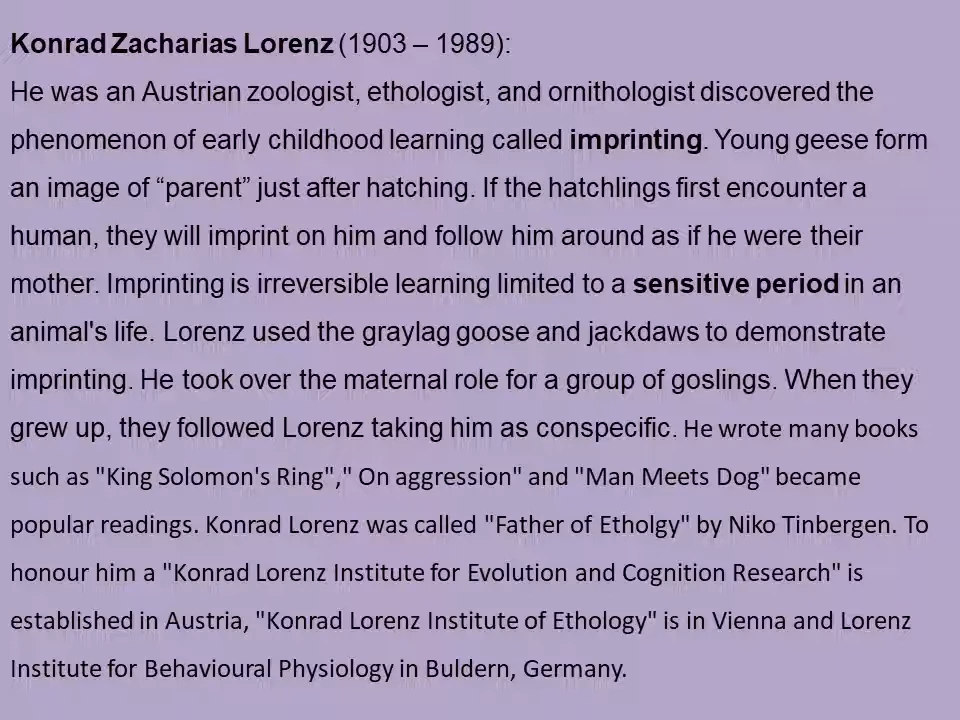 Konrad Zacharias Lorenz (1903 – 1989):
He was an Austrian zoologist, ethologist, and ornithologist discovered the
phenomenon of early childhood learning called imprinting. Young geese form
an image of “parent” just after hatching. If the hatchlings first encounter a
human, they will imprint on him and follow him around as if he were their
mother. Imprinting is irreversible learning limited to a sensitive period in an
animal's life. Lorenz used the graylag goose and jackdaws to demonstrate
imprinting. He took over the maternal role for a group of goslings. When they
grew up, they followed Lorenz taking him as conspecific. He wrote many books
such as "King Solomon's Ring"," On aggression" and "Man Meets Dog" became
popular readings. Konrad Lorenz was called "Father of Etholgy" by Niko Tinbergen. To
honour him a "Konrad Lorenz Institute for Evolution and Cognition Research" is
established in Austria, "Konrad Lorenz Institute of Ethology" is in Vienna and Lorenz
Institute for Behavioural Physiology in Buldern, Germany.